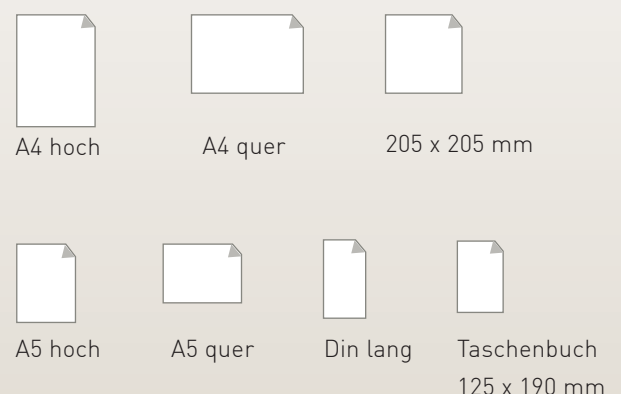 A4 hoch
A4 quer
205 x 205 mm
A5 hoch
A5 quer
Din lang
Taschenbuch
125 x 190 mm